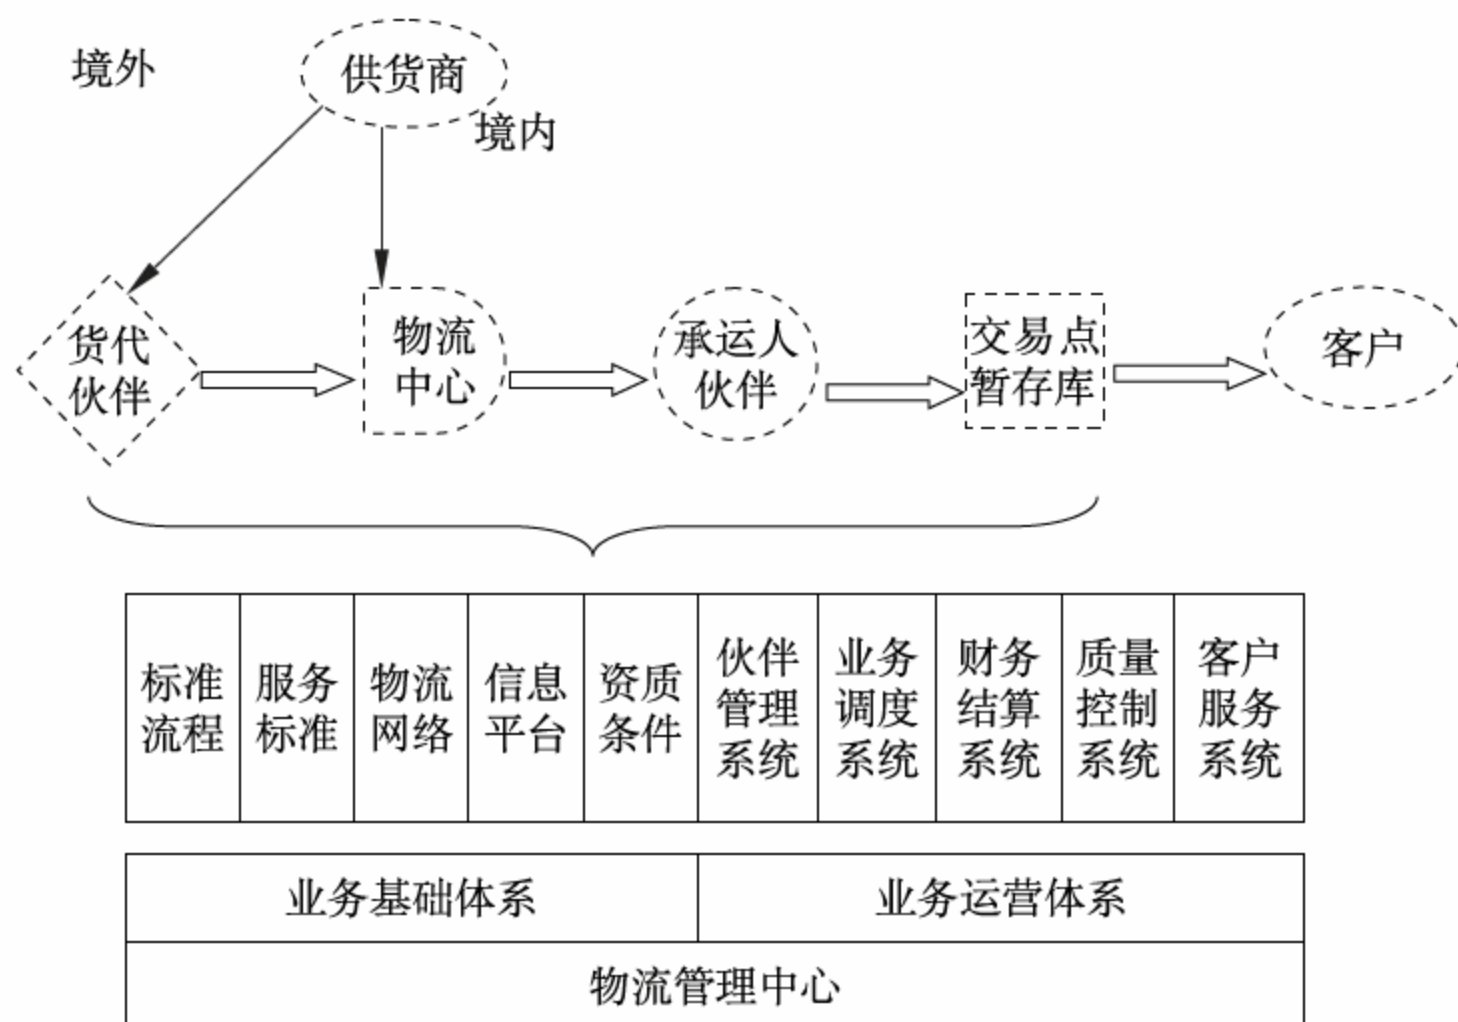 境外
供货商
境内
货代
伙伴
物流
中心
承运人
伙伴
交易点
暂存库
客户
标准
流程
服务
标准
物流
网络
信息
平台
资质
条件
伙伴
管理
系统
业务
调度
系统
财务
结算
系统
质量
控制
系统
客户
服务
系统
业务基础体系
业务运营体系
物流管理中心